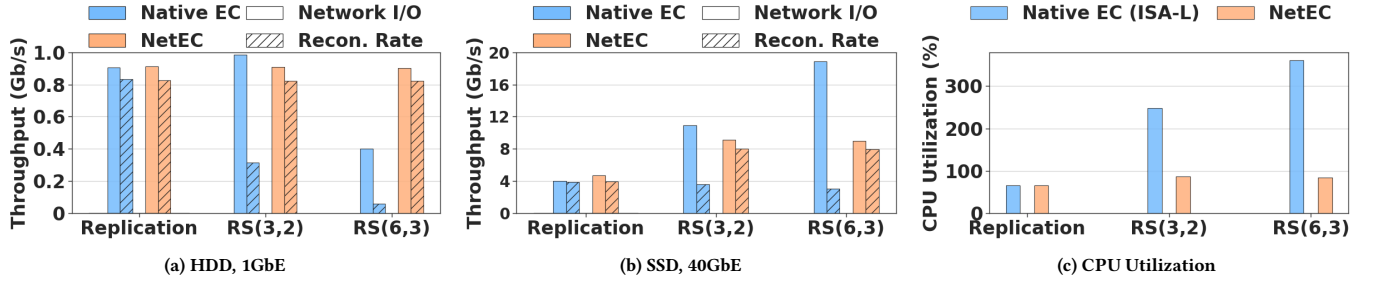 Native EC
Network I/O
NetEC
Recon. Rate
Throughput (Gb/s)
1.0
0.8
0.6
0.4
0.2
0
Replication
RS(3,2)
RS(6,3)
(a) HDD, 1GbE
Native EC
Network I/O
NetEC
Recon. Rate
Throughput (Gb/s)
20
16
12
8
4
0
Replication
RS(3,2)
RS(6,3)
(b) SSD, 40GbE
Native EC (ISA-L)
NetEC
CPU Utilization (%)
300
200
100
0
Replication
RS(3,2)
RS(6,3)
(c) CPU Utilization